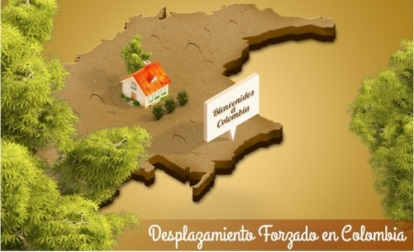 Bienvenidos
a
Colombia
Desplazamiento Forzado en Colombia